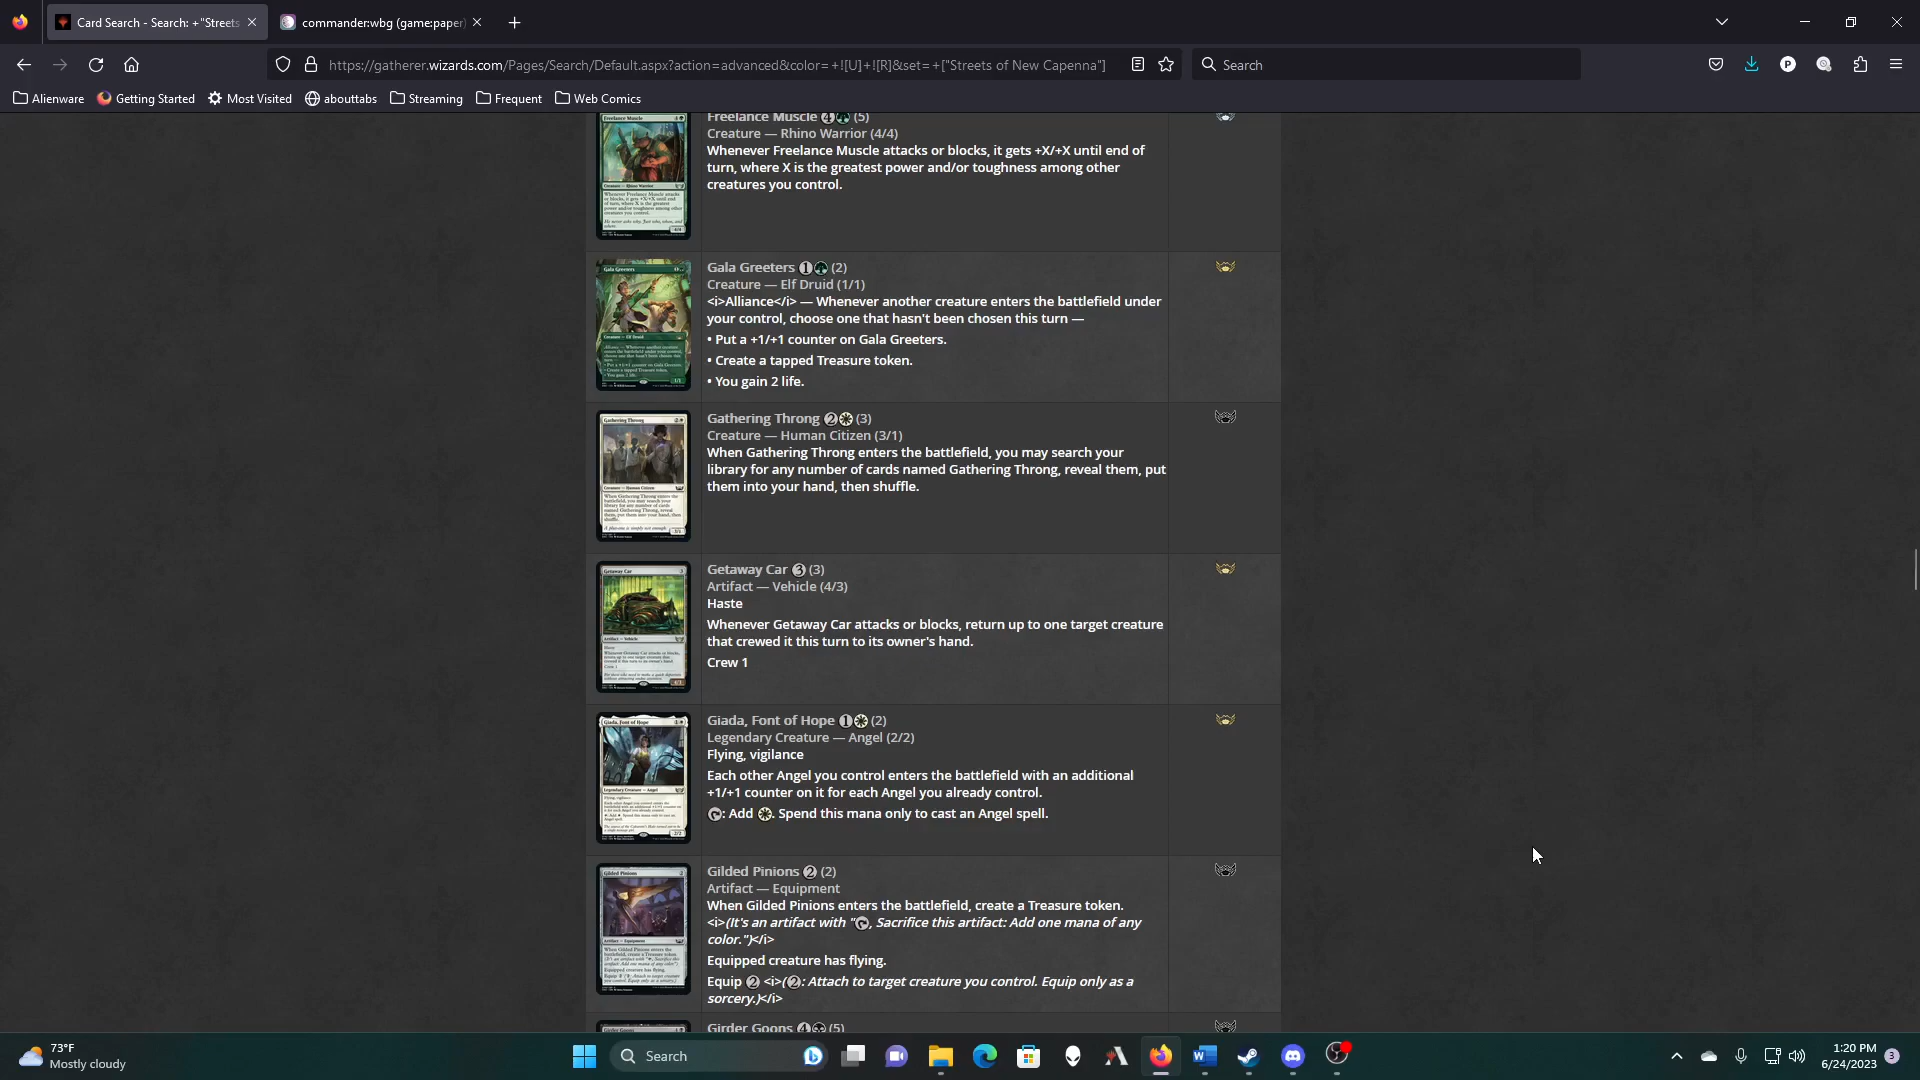 Card Search - Search: +"Streets
commander:wbg (game:paper)
https://gatherer.wizards.com/Pages/Search/Default.aspx?action=advanced&color=+![U]+![R]&set=+["Streets of New Capenna"]
Search
Alienware
Getting Started
Most Visited
abouttabs
Streaming
Frequent
Web Comics
Freelance Muscle 4 (5)
Creature — Rhino Warrior (4/4)
Whenever Freelance Muscle attacks or blocks, it gets +X/+X until end of
turn, where X is the greatest power and/or toughness among other
creatures you control.
Gala Greeters 1 (2)
Creature — Elf Druid (1/1)
<i>Alliance</i> — Whenever another creature enters the battlefield under
your control, choose one that hasn't been chosen this turn —
• Put a +1/+1 counter on Gala Greeters.
• Create a tapped Treasure token.
• You gain 2 life.
Gathering Throng 2 (3)
Creature — Human Citizen (3/1)
When Gathering Throng enters the battlefield, you may search your
library for any number of cards named Gathering Throng, reveal them, put
them into your hand, then shuffle.
Getaway Car 3 (3)
Artifact — Vehicle (4/3)
Haste
Whenever Getaway Car attacks or blocks, return up to one target creature
that crewed it this turn to its owner's hand.
Crew 1
Giada, Font of Hope 1 (2)
Legendary Creature — Angel (2/2)
Flying, vigilance
Each other Angel you control enters the battlefield with an additional
+1/+1 counter on it for each Angel you already control.
: Add . Spend this mana only to cast an Angel spell.
Gilded Pinions 2 (2)
Artifact — Equipment
When Gilded Pinions enters the battlefield, create a Treasure token.
<i>(It's an artifact with ", Sacrifice this artifact: Add one mana of any
color.")</i>
Equipped creature has flying.
Equip 2 <i>(2: Attach to target creature you control. Equip only as a
sorcery.)</i>
Girder Goons 4 (5)
73°F
Mostly cloudy
Search
1:20 PM
6/24/2023
3